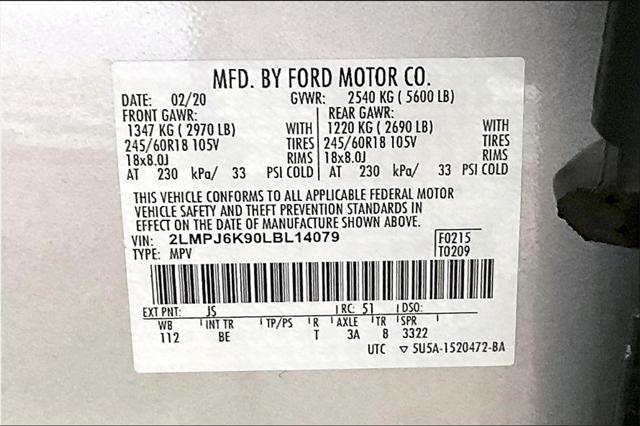 MFD. BY FORD MOTOR CO.
DATE: 02/20 GVWR: 2540 KG ( 5600 LB)
FRONT GAWR: REAR GAWR:
1347 KG ( 2970 LB) WITH 1220 KG ( 2690 LB) WITH
245/60R18 105V TIRES 245/60R18 105V TIRES
18x8.0J RIMS 18x8.0J RIMS
AT 230 kPa/ 33 PSI COLD AT 230 kPa/ 33 PSI COLD
THIS VEHICLE CONFORMS TO ALL APPLICABLE FEDERAL MOTOR
VEHICLE SAFETY AND THEFT PREVENTION STANDARDS IN
EFFECT ON THE DATE OF MANUFACTURE SHOWN ABOVE.
VIN: 2LMPJ6K90LBL14079 F0215
TYPE: MPV T0209
EXT PNT: JS RC: 51 DSO:
WB INT TR TP/PS R AXLE TR SPR
112 BE T 3A 8 3322
UTC ▽ 5U5A-1520472-BA